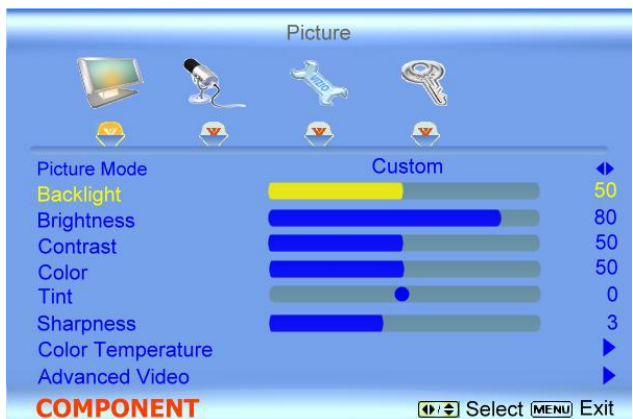 Picture
VIZIO
Picture Mode Custom
Backlight 50
Brightness 80
Contrast 50
Color 50
Tint 0
Sharpness 3
Color Temperature
Advanced Video
COMPONENT Select MENU Exit